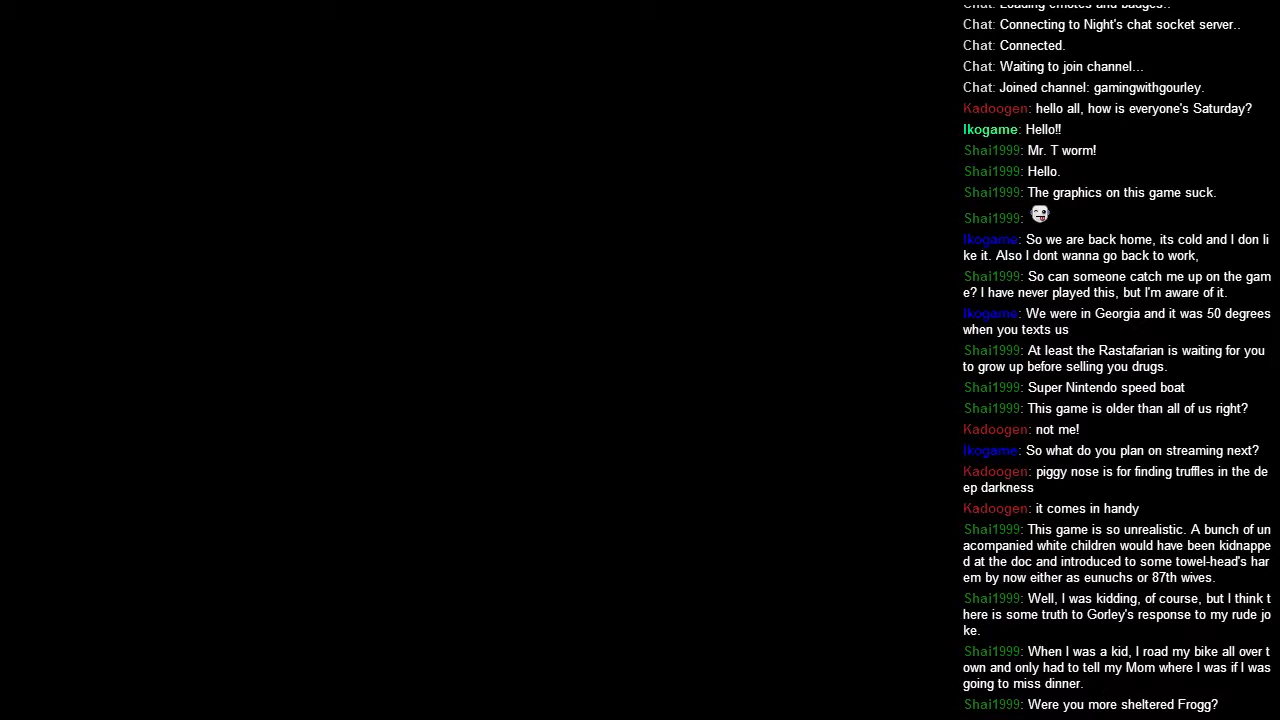 Chat: Loading emotes and badges..
Chat: Connecting to Night's chat socket server..
Chat: Connected.
Chat: Waiting to join channel...
Chat: Joined channel: gamingwithgourley.
Kadoogen: hello all, how is everyone's Saturday?
Ikogame: Hello!!
Shai1999: Mr. T worm!
Shai1999: Hello.
Shai1999: The graphics on this game suck.
Shai1999:
Ikogame: So we are back home, its cold and I don li
ke it. Also I dont wanna go back to work,
Shai1999: So can someone catch me up on the gam
e? I have never played this, but I'm aware of it.
Ikogame: We were in Georgia and it was 50 degrees
when you texts us
Shai1999: At least the Rastafarian is waiting for you
to grow up before selling you drugs.
Shai1999: Super Nintendo speed boat
Shai1999: This game is older than all of us right?
Kadoogen: not me!
Ikogame: So what do you plan on streaming next?
Kadoogen: piggy nose is for finding truffles in the de
ep darkness
Kadoogen: it comes in handy
Shai1999: This game is so unrealistic. A bunch of un
acompanied white children would have been kidnappe
d at the doc and introduced to some towel-head's har
em by now either as eunuchs or 87th wives.
Shai1999: Well, I was kidding, of course, but I think t
here is some truth to Gorley's response to my rude jo
ke.
Shai1999: When I was a kid, I road my bike all over t
own and only had to tell my Mom where I was if I was
going to miss dinner.
Shai1999: Were you more sheltered Frogg?